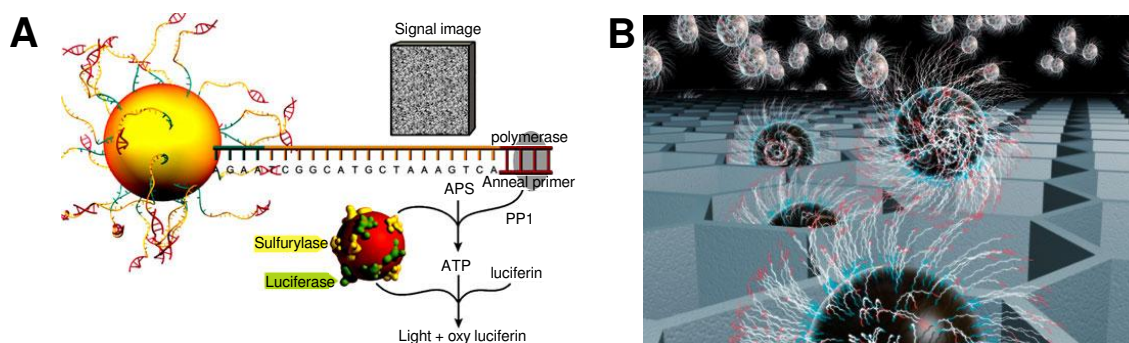 A
Signal image
polymerase
A G A A T C G G C A T G C T A A A G T C A
Anneal primer
APS
PP1
Sulfurylase
Luciferase
ATP
luciferin
Light + oxy luciferin
B